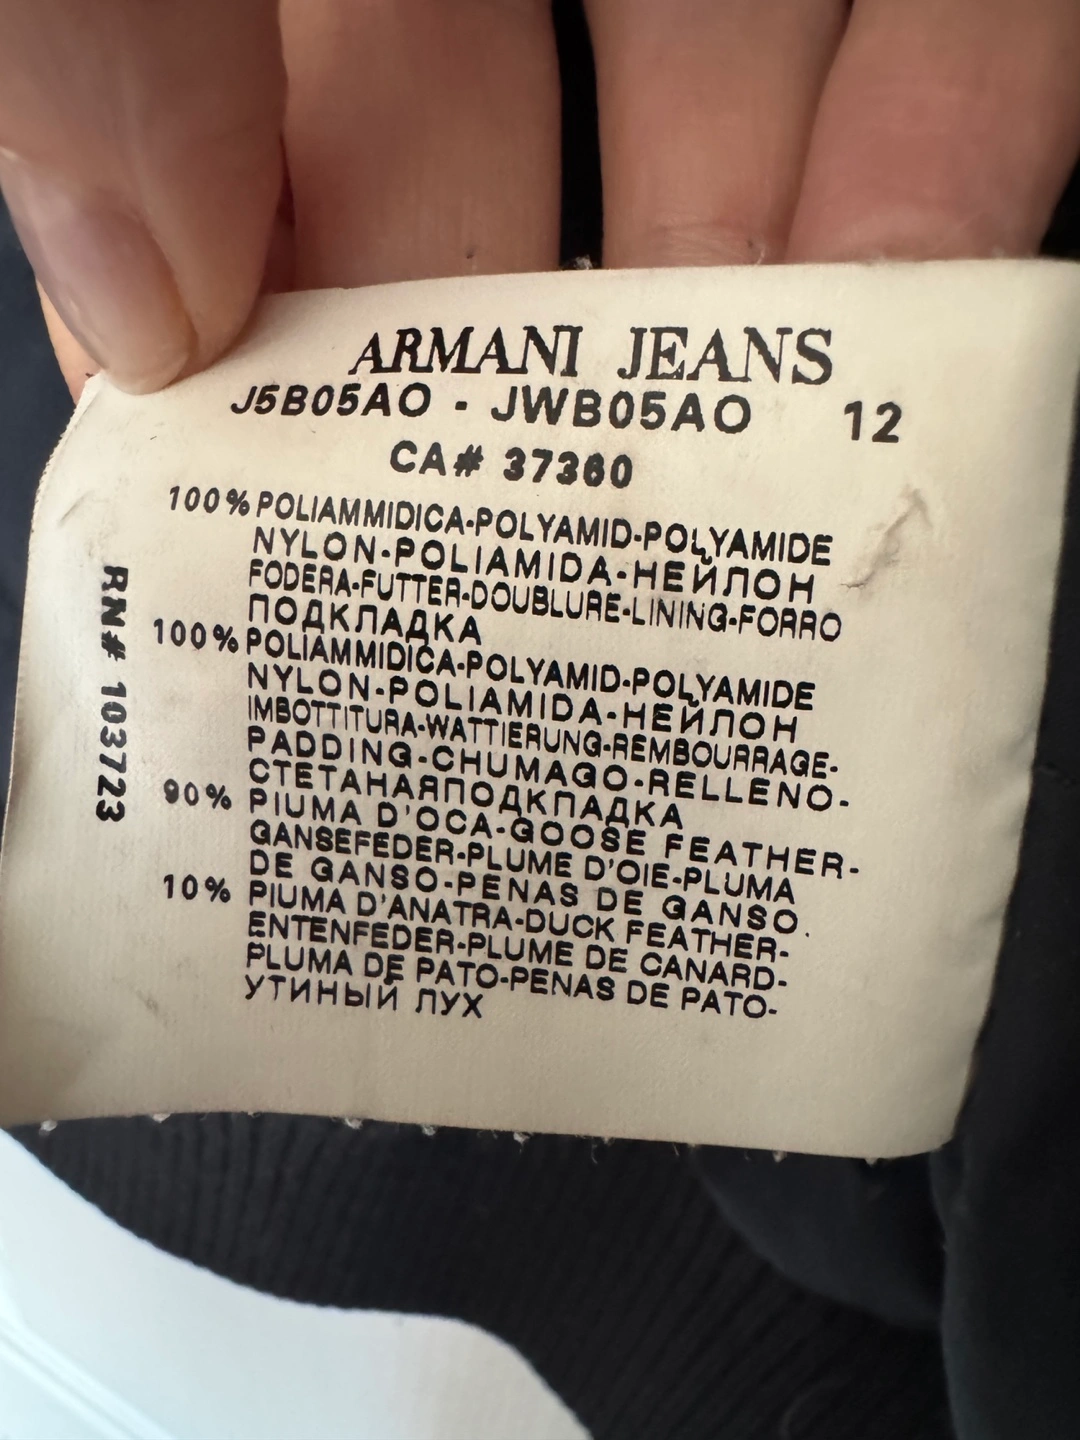 ARMANI JEANS
J5B05AO - JWB05AO 12
CA# 37360
100% POLIAMMIDICA-POLYAMID-POLYAMIDE
NYLON-POLIAMIDA-НЕЙЛОН
FODERA-FUTTER-DOUBLURE-LINING-FORRO
ПОДКЛАДКА
100% POLIAMMIDICA-POLYAMID-POLYAMIDE
NYLON-POLIAMIDA-НЕЙЛОН
IMBOTTITURA-WATTIERUNG-REMBOURRAGE-
PADDING-CHUMAGO-RELLENO-
СТЕТАНАЯПОДКПАДКА
90% PIUMA D'OCA-GOOSE FEATHER-
GANSEFEDER-PLUME D'OIE-PLUMA
DE GANSO-PENAS DE GANSO.
10% PIUMA D'ANATRA-DUCK FEATHER-
ENTENFEDER-PLUME DE CANARD-
PLUMA DE PATO-PENAS DE PATO-
УТИНЫЙ ПУХ
RN# 103723